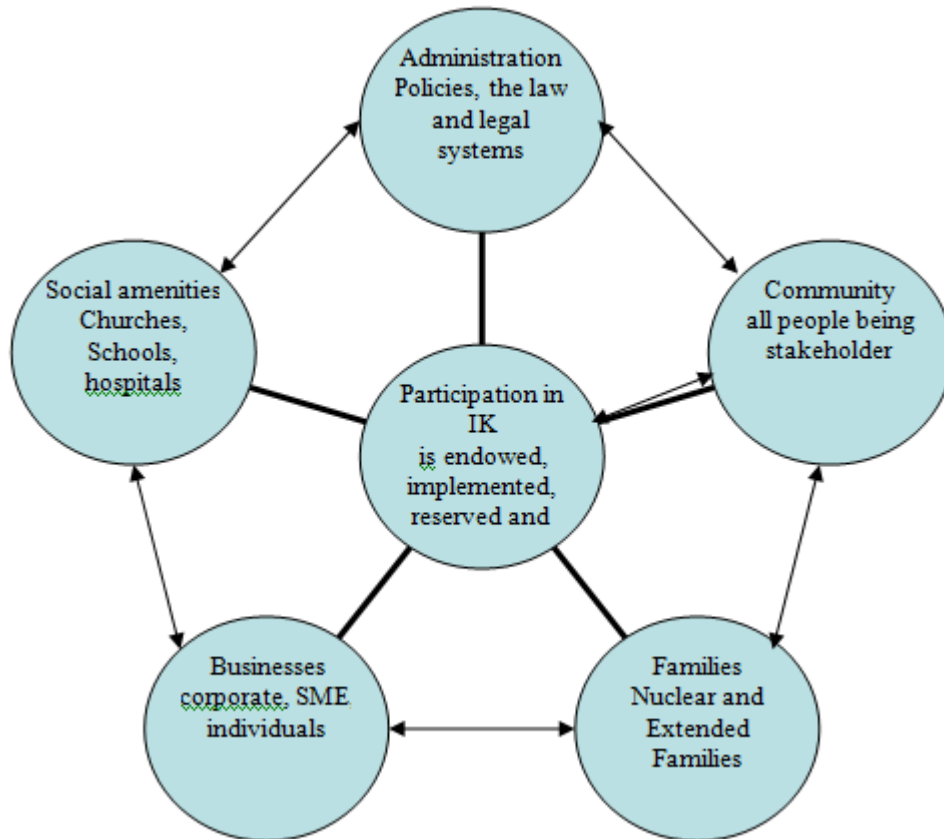 Administration
Policies, the law
and legal
systems
Social amenities
Churches,
Schools,
hospitals
Community
all people being
stakeholder
Participation in
IK
is endowed,
implemented,
reserved and
Businesses
corporate, SME
individuals
Families
Nuclear and
Extended
Families